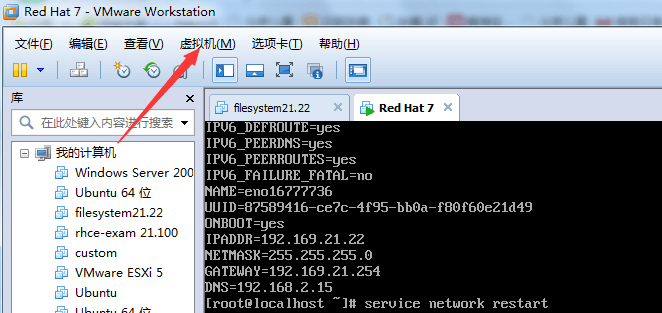 Red Hat 7 - VMware Workstation
文件(F) 编辑(E) 查看(V) 虚拟机(M) 选项卡(T) 帮助(H)
库
在此处键入内容进行搜索
我的计算机
Windows Server 200
Ubuntu 64 位
filesystem21.22
rhce-exam 21.100
custom
VMware ESXi 5
Ubuntu
Ubuntu 64 位
filesystem21.22
Red Hat 7
IPV6_DEFROUTE=yes
IPV6_PEERDNS=yes
IPV6_PEERROUTES=yes
IPV6_FAILURE_FATAL=no
NAME=eno16777736
UUID=87589416-ce7c-4f95-bb0a-f80f60e21d49
ONBOOT=yes
IPADDR=192.169.21.22
NETMASK=255.255.255.0
GATEWAY=192.169.21.254
DNS=192.168.2.15
[root@localhost ~]# service network restart